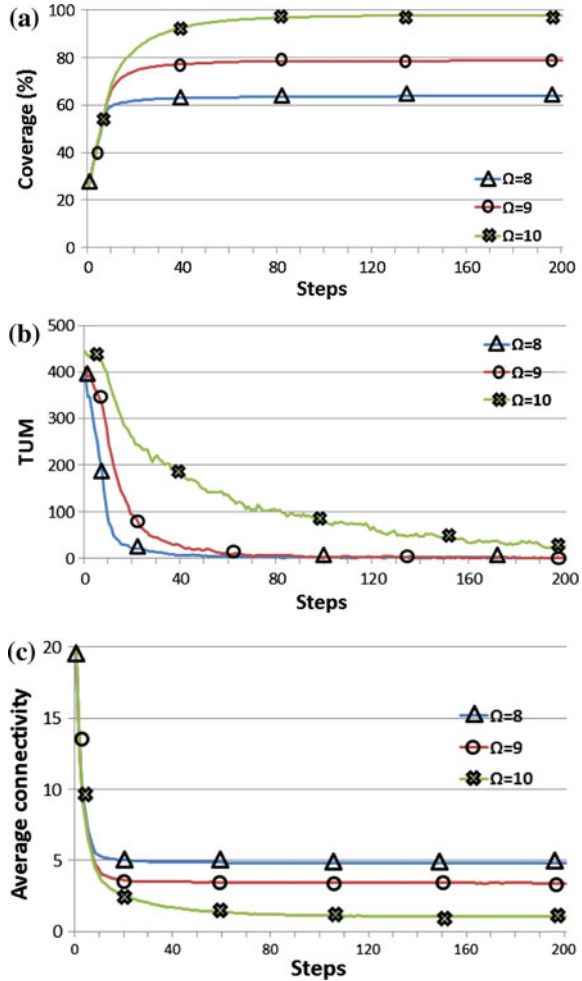 (a)
100
80
60
40
20
0
Coverage (%)
Ω=8
Ω=9
Ω=10
0 40 80 120 160 200
Steps
(b)
500
400
300
200
100
0
TUM
Ω=8
Ω=9
Ω=10
0 40 80 120 160 200
Steps
(c)
20
15
10
5
0
Average connectivity
Ω=8
Ω=9
Ω=10
0 40 80 120 160 200
Steps